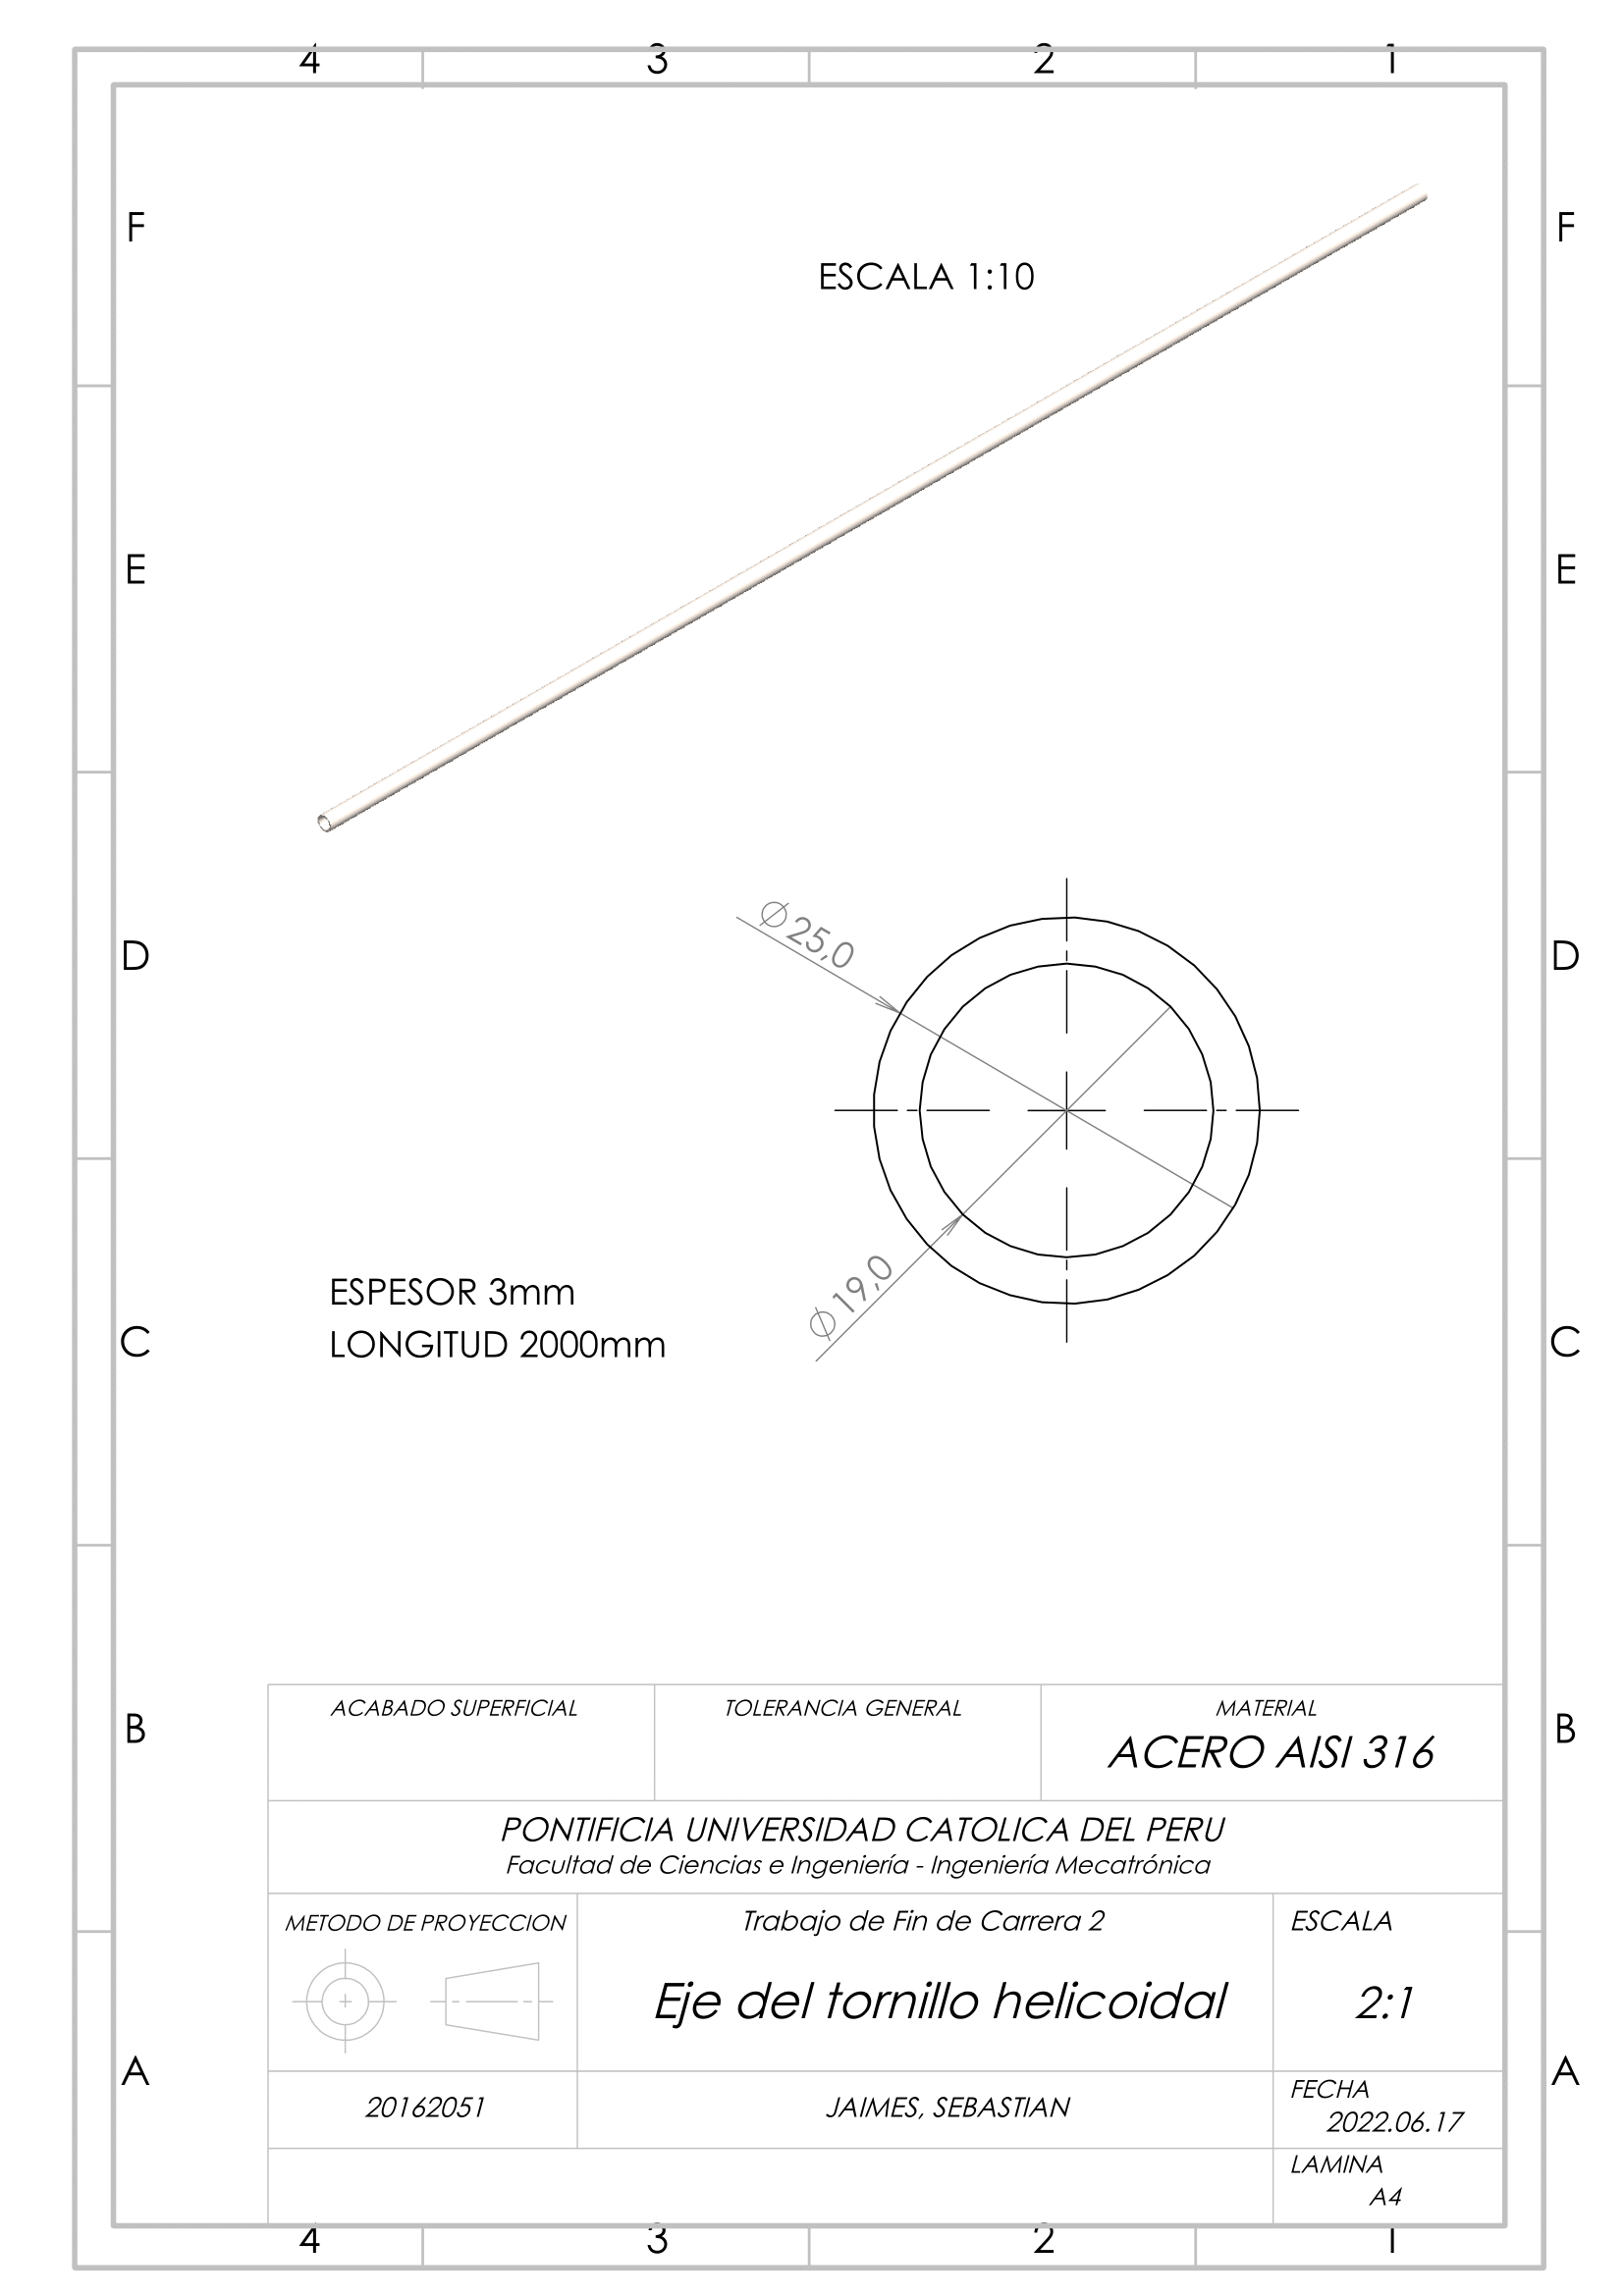 4 3 2 1
F F
ESCALA 1:10
E E
⌀25,0
D D
⌀19,0
ESPESOR 3mm
LONGITUD 2000mm
C C
ACABADO SUPERFICIAL TOLERANCIA GENERAL MATERIAL
B B
ACERO AISI 316
PONTIFICIA UNIVERSIDAD CATOLICA DEL PERU
Facultad de Ciencias e Ingeniería - Ingeniería Mecatrónica
METODO DE PROYECCION Trabajo de Fin de Carrera 2 ESCALA
Eje del tornillo helicoidal 2:1
A A
20162051 JAIMES, SEBASTIAN FECHA
2022.06.17
LAMINA
A4
4 3 2 1